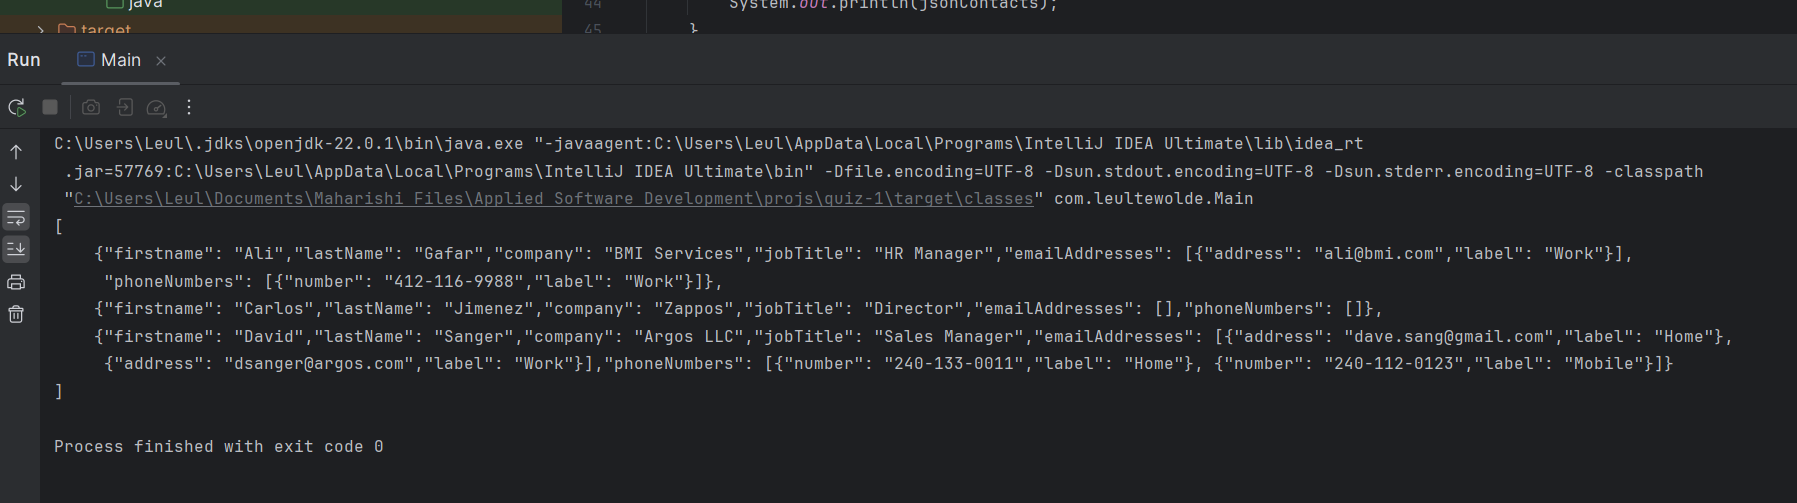 java
44 System.out.println(jsonContacts);
target
45 }
Run Main
C:\Users\Leul\.jdks\openjdk-22.0.1\bin\java.exe "-javaagent:C:\Users\Leul\AppData\Local\Programs\IntelliJ IDEA Ultimate\lib\idea_rt
.jar=57769:C:\Users\Leul\AppData\Local\Programs\IntelliJ IDEA Ultimate\bin" -Dfile.encoding=UTF-8 -Dsun.stdout.encoding=UTF-8 -Dsun.stderr.encoding=UTF-8 -classpath
"C:\Users\Leul\Documents\Maharishi Files\Applied Software Development\projs\quiz-1\target\classes" com.leultewolde.Main
[
{"firstname": "Ali","lastName": "Gafar","company": "BMI Services","jobTitle": "HR Manager","emailAddresses": [{"address": "ali@bmi.com","label": "Work"}],
"phoneNumbers": [{"number": "412-116-9988","label": "Work"}]},
{"firstname": "Carlos","lastName": "Jimenez","company": "Zappos","jobTitle": "Director","emailAddresses": [],"phoneNumbers": []},
{"firstname": "David","lastName": "Sanger","company": "Argos LLC","jobTitle": "Sales Manager","emailAddresses": [{"address": "dave.sang@gmail.com","label": "Home"},
{"address": "dsanger@argos.com","label": "Work"}],"phoneNumbers": [{"number": "240-133-0011","label": "Home"}, {"number": "240-112-0123","label": "Mobile"}]}
]
Process finished with exit code 0